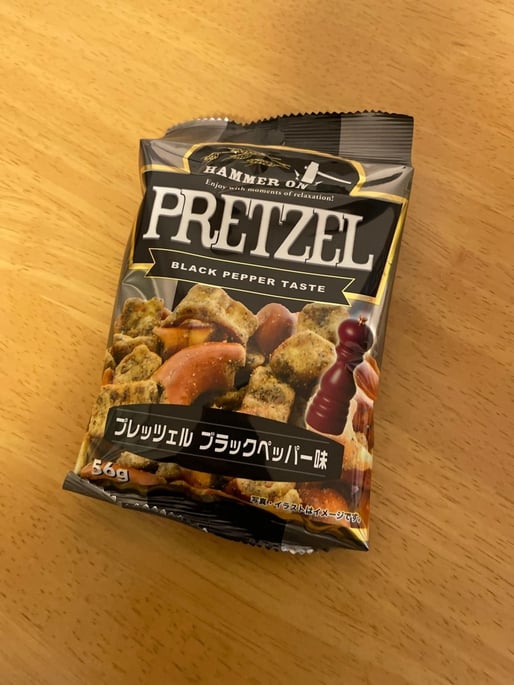 HAMMER ON
Enjoy with moments of relaxation!
PRETZEL
BLACK PEPPER TASTE
プレッツェル ブラックペッパー味
56g
写真・イラストはイメージです。